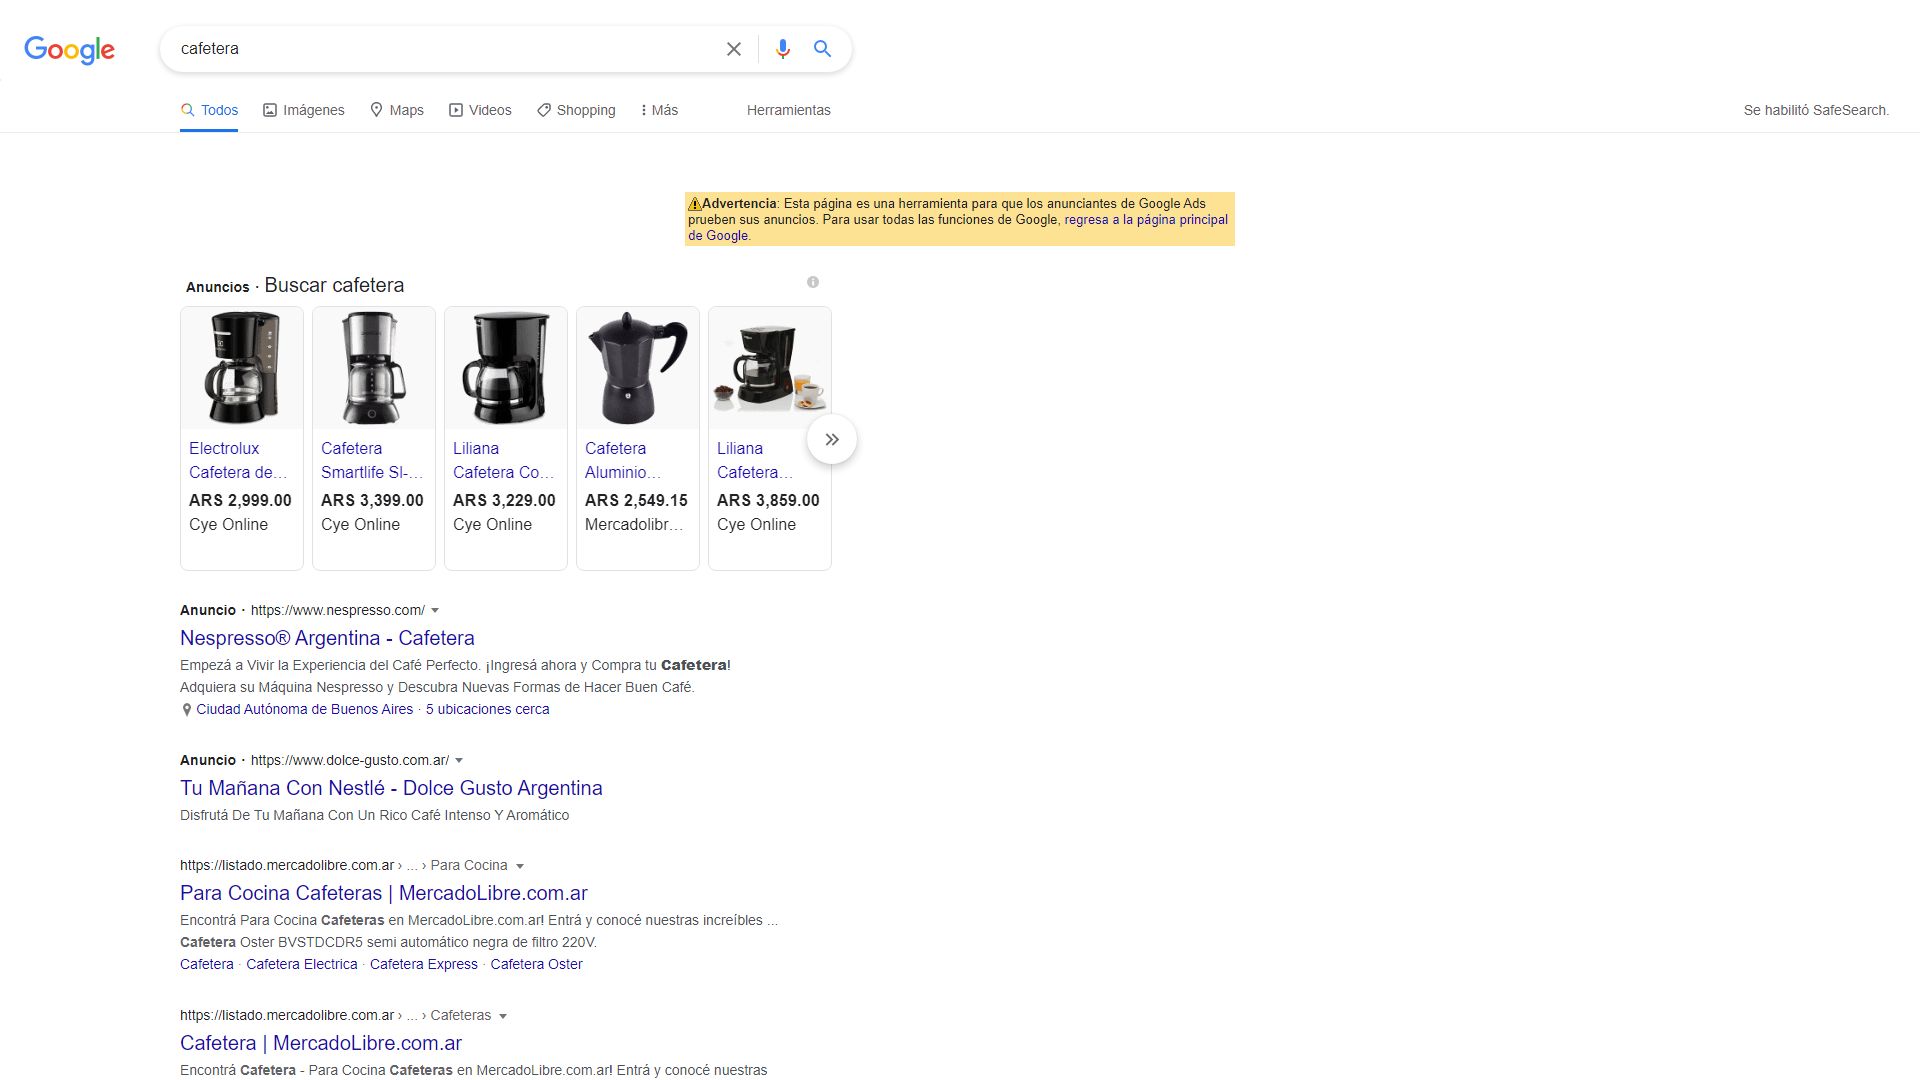 Google
cafetera
Todos
Imágenes
Maps
Videos
Shopping
Más
Herramientas
Se habilitó SafeSearch.
Advertencia: Esta página es una herramienta para que los anunciantes de Google Ads
prueben sus anuncios. Para usar todas las funciones de Google, regresa a la página principal
de Google.
Anuncios · Buscar cafetera
Electrolux
Cafetera de...
ARS 2,999.00
Cye Online
Cafetera
Smartlife Sl-...
ARS 3,399.00
Cye Online
Liliana
Cafetera Co...
ARS 3,229.00
Cye Online
Cafetera
Aluminio...
ARS 2,549.15
Mercadolibr...
Liliana
Cafetera...
ARS 3,859.00
Cye Online
Anuncio · https://www.nespresso.com/
Nespresso® Argentina - Cafetera
Empezá a Vivir la Experiencia del Café Perfecto. ¡Ingresá ahora y Compra tu Cafetera!
Adquiera su Máquina Nespresso y Descubra Nuevas Formas de Hacer Buen Café.
Ciudad Autónoma de Buenos Aires · 5 ubicaciones cerca
Anuncio · https://www.dolce-gusto.com.ar/
Tu Mañana Con Nestlé - Dolce Gusto Argentina
Disfrutá De Tu Mañana Con Un Rico Café Intenso Y Aromático
https://listado.mercadolibre.com.ar › ... › Para Cocina
Para Cocina Cafeteras | MercadoLibre.com.ar
Encontrá Para Cocina Cafeteras en MercadoLibre.com.ar! Entrá y conocé nuestras increíbles ...
Cafetera Oster BVSTDCDR5 semi automático negra de filtro 220V.
Cafetera · Cafetera Electrica · Cafetera Express · Cafetera Oster
https://listado.mercadolibre.com.ar › ... › Cafeteras
Cafetera | MercadoLibre.com.ar
Encontrá Cafetera - Para Cocina Cafeteras en MercadoLibre.com.ar! Entrá y conocé nuestras